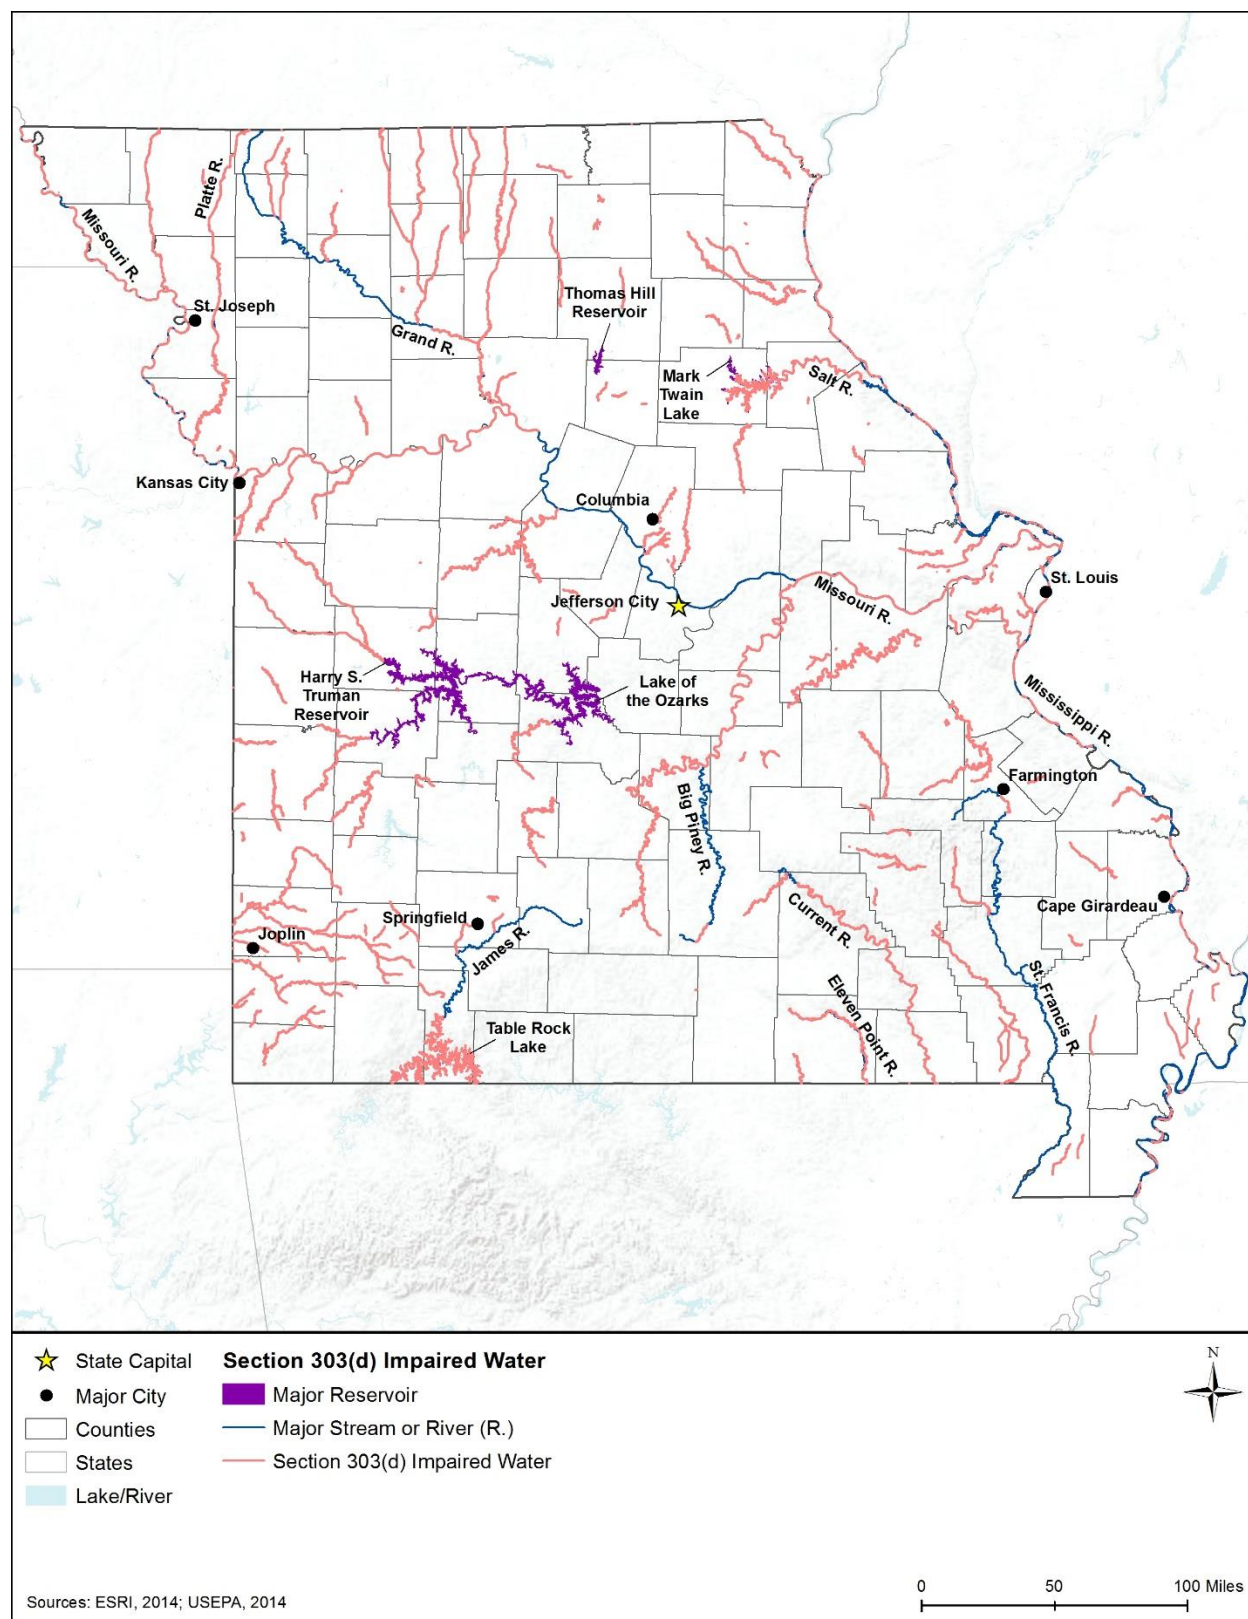 Platte R.
Missouri R.
St. Joseph
Thomas Hill
Reservoir
Grand R.
Mark
Twain
Lake
Salt R.
Kansas City
Columbia
St. Louis
Jefferson City
Missouri R.
Harry S.
Truman
Reservoir
Lake of
the Ozarks
Mississippi R.
Farmington
Big Piney R.
Cape Girardeau
Springfield
Current R.
Joplin
James R.
St. Francis R.
Eleven Point R.
Table Rock
Lake
State Capital
Major City
Counties
States
Lake/River
Section 303(d) Impaired Water
Major Reservoir
Major Stream or River (R.)
Section 303(d) Impaired Water
N
Sources: ESRI, 2014; USEPA, 2014
0 50 100 Miles